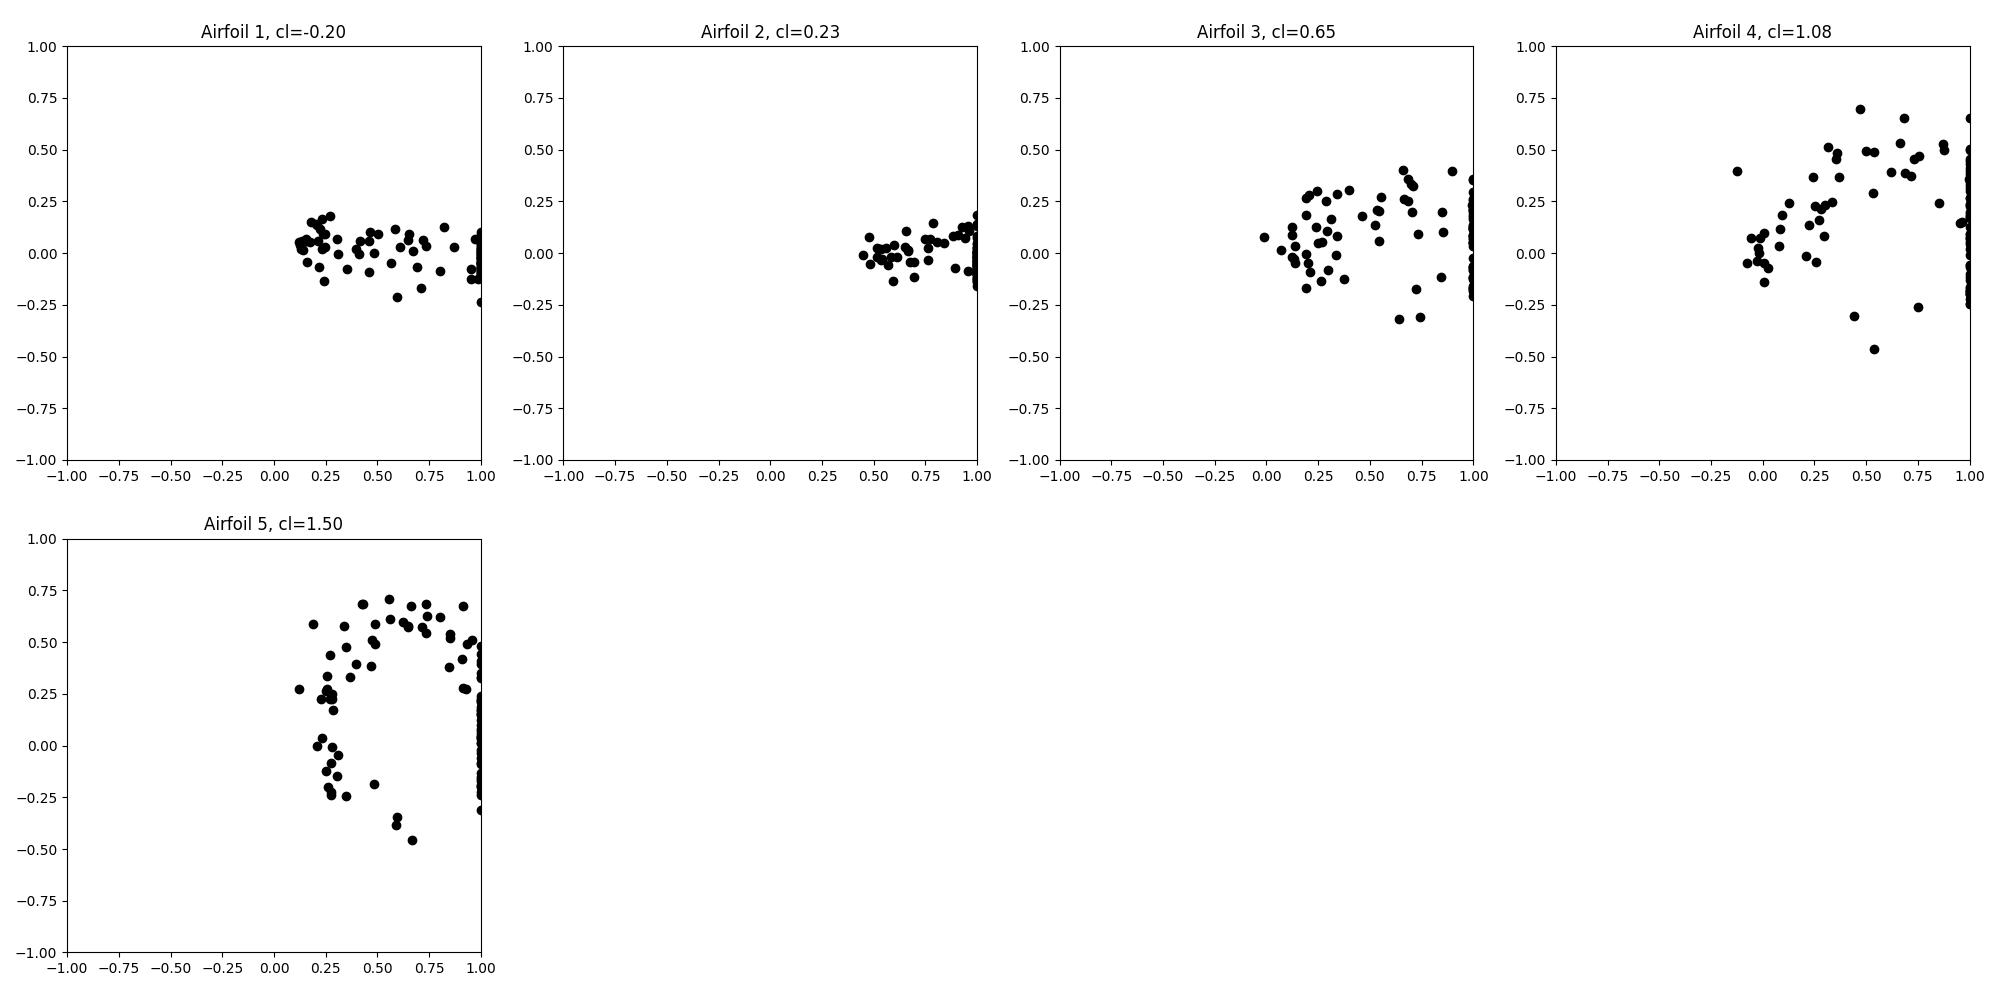 Airfoil 1, cl=-0.20
Airfoil 2, cl=0.23
Airfoil 3, cl=0.65
Airfoil 4, cl=1.08
1.00 1.00 1.00 1.00
0.75 0.75 0.75 0.75
0.50 0.50 0.50 0.50
0.25 0.25 0.25 0.25
0.00 0.00 0.00 0.00
−0.25 −0.25 −0.25 −0.25
−0.50 −0.50 −0.50 −0.50
−0.75 −0.75 −0.75 −0.75
−1.00 −1.00 −1.00 −1.00
−1.00 −0.75 −0.50 −0.25 0.00 0.25 0.50 0.75 1.00
−1.00 −0.75 −0.50 −0.25 0.00 0.25 0.50 0.75 1.00
−1.00 −0.75 −0.50 −0.25 0.00 0.25 0.50 0.75 1.00
−1.00 −0.75 −0.50 −0.25 0.00 0.25 0.50 0.75 1.00
Airfoil 5, cl=1.50
1.00
0.75
0.50
0.25
0.00
−0.25
−0.50
−0.75
−1.00
−1.00 −0.75 −0.50 −0.25 0.00 0.25 0.50 0.75 1.00